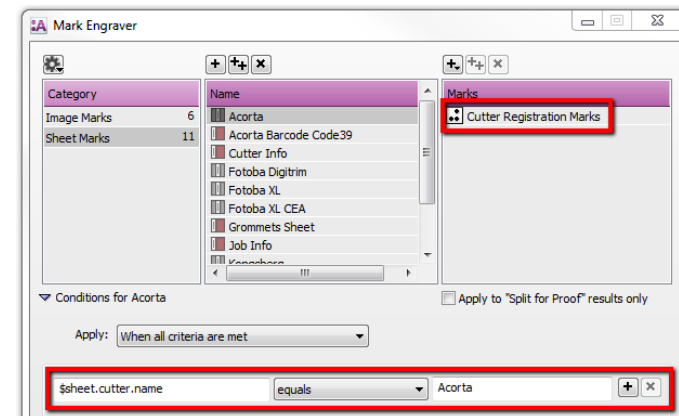 Mark Engraver
Category
Image Marks 6
Sheet Marks 11
Name
Acorta
Acorta Barcode Code39
Cutter Info
Fotoba Digitrim
Fotoba XL
Fotoba XL CEA
Grommets Sheet
Job Info
Kongsberg
Marks
Cutter Registration Marks
Conditions for Acorta
Apply to "Split for Proof" results only
Apply: When all criteria are met
$sheet.cutter.name equals Acorta